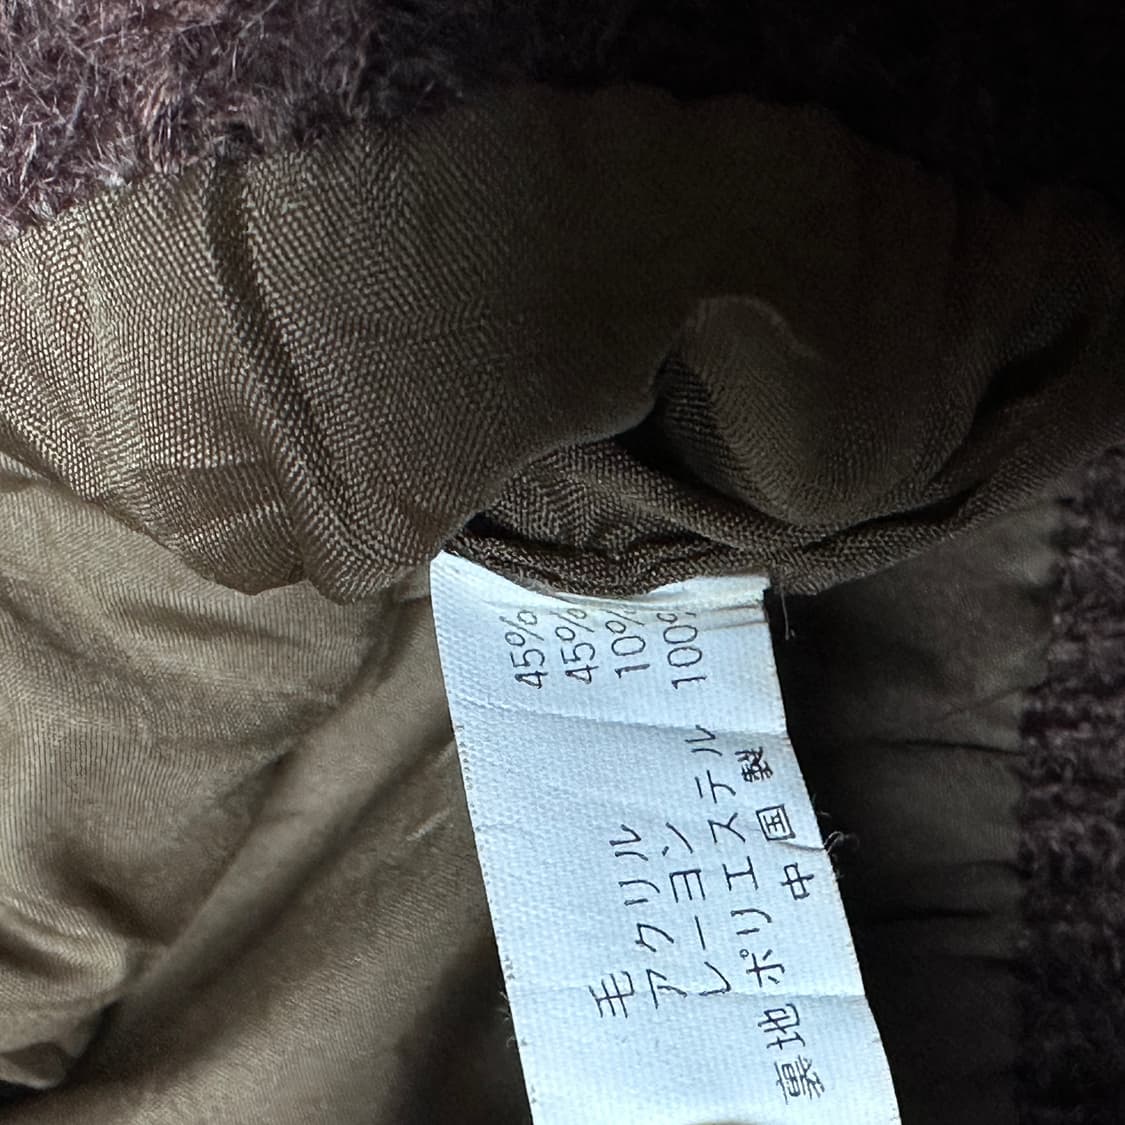 毛 45%
アクリル 45%
レーヨン 10%
裏地 ポリエステル 100%
中国製